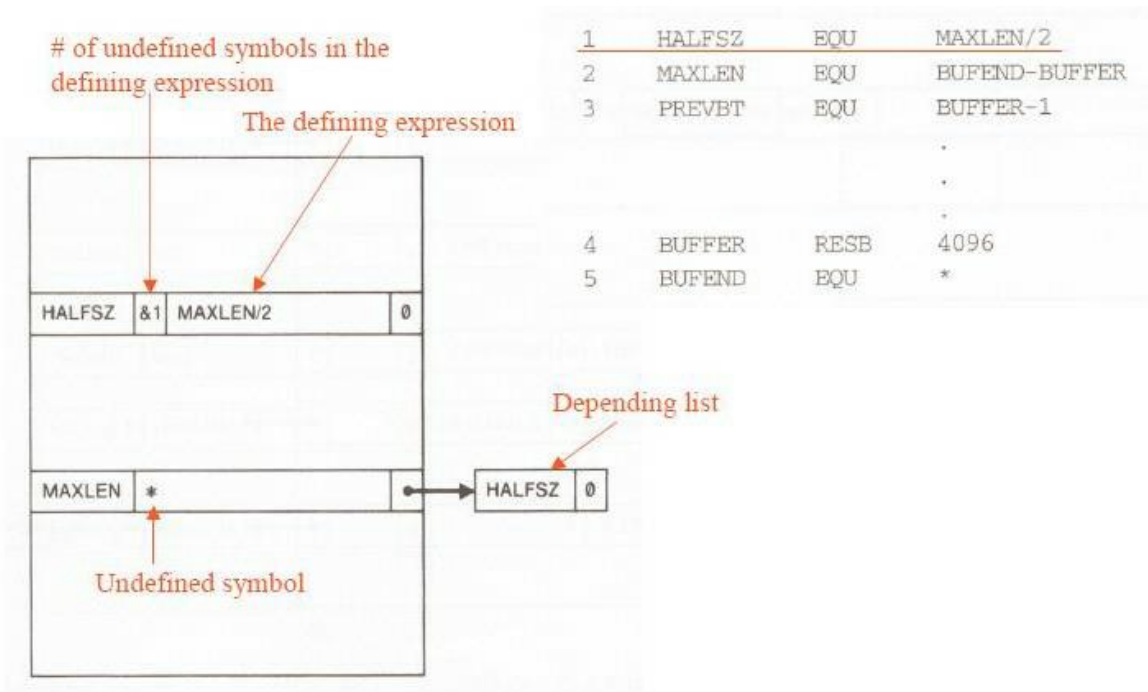 # of undefined symbols in the
defining expression
The defining expression
1 HALFSZ EQU MAXLEN/2
2 MAXLEN EQU BUFEND-BUFFER
3 PREVBT EQU BUFFER-1
.
.
.
4 BUFFER RESB 4096
5 BUFEND EQU *
HALFSZ &1 MAXLEN/2 0
Depending list
MAXLEN * HALFSZ 0
Undefined symbol